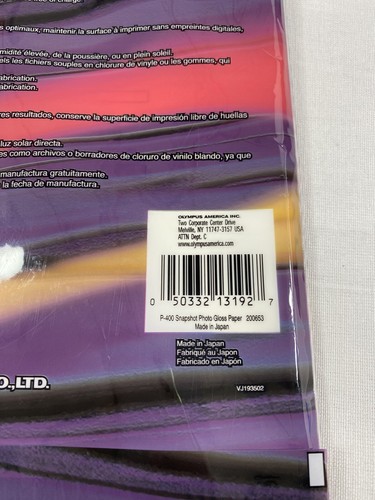 s optimaux, maintenir la surface à imprimer sans empreintes digitales,
umidité élevée, de la poussière, ou en plein soleil.
els les fichiers souples en chlorure de vinyle ou les gommes, qui
abrication.
abrication.
res resultados, conserve la superficie de impresión libre de huellas
luz solar directa.
es como archivos o borradores de cloruro de vinilo blando, ya que
manufactura gratuitamente.
la fecha de manufactura.
OLYMPUS AMERICA INC.
Two Corporate Center Drive
Melville, NY 11747-3157 USA
ATTN Dept. C
www.olympusamerica.com
0 50332 13192 7
P-400 Snapshot Photo Gloss Paper 200653
Made in Japan
Made in Japan
Fabriqué au Japon
Fabricado en Japón
O.,LTD.
VJ193502